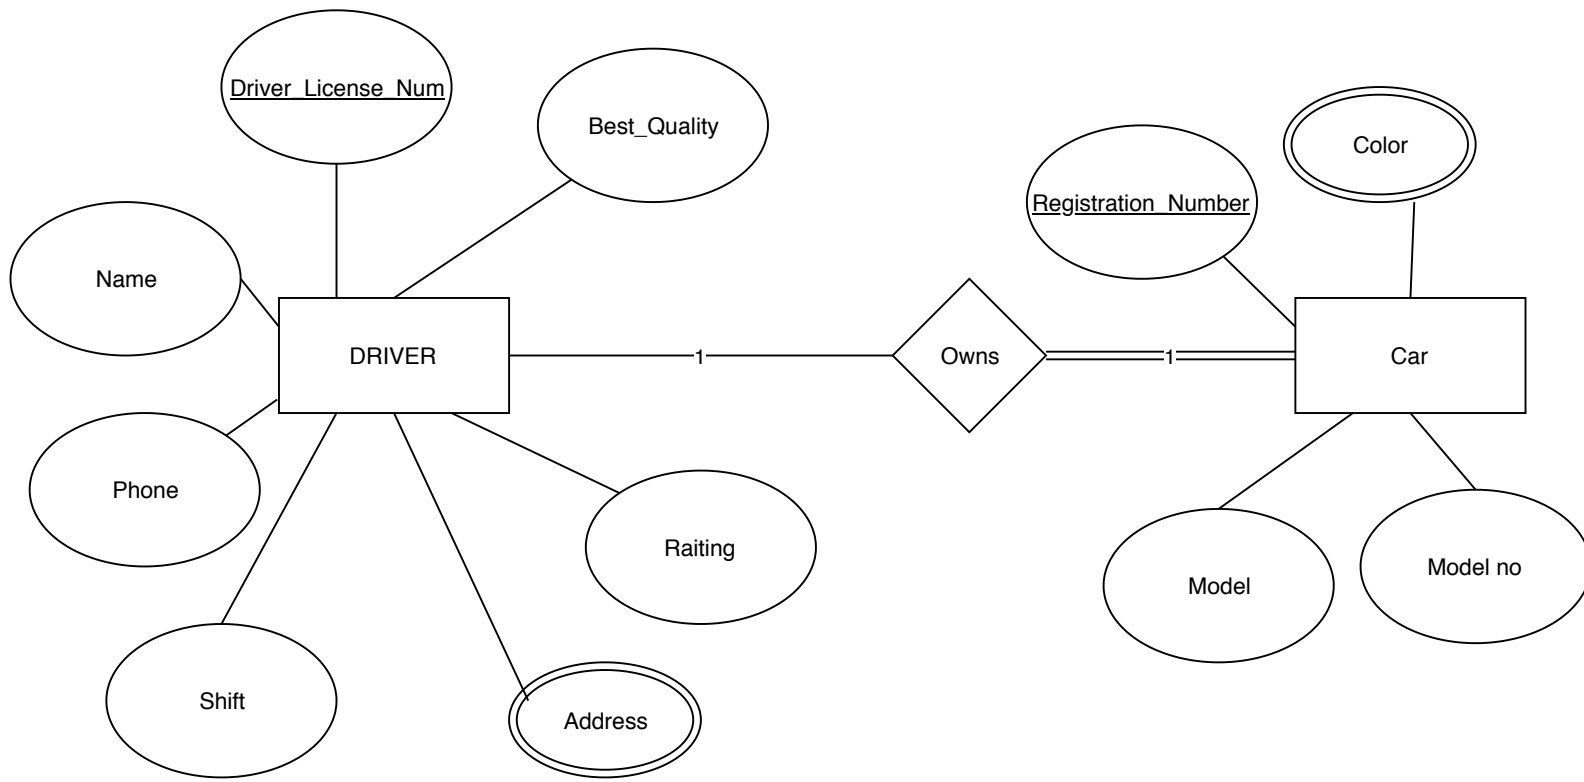 Driver_License_Num
Best_Quality
Color
Registration_Number
Name
DRIVER
1
Owns
1
Car
Phone
Raiting
Model
Model no
Shift
Address